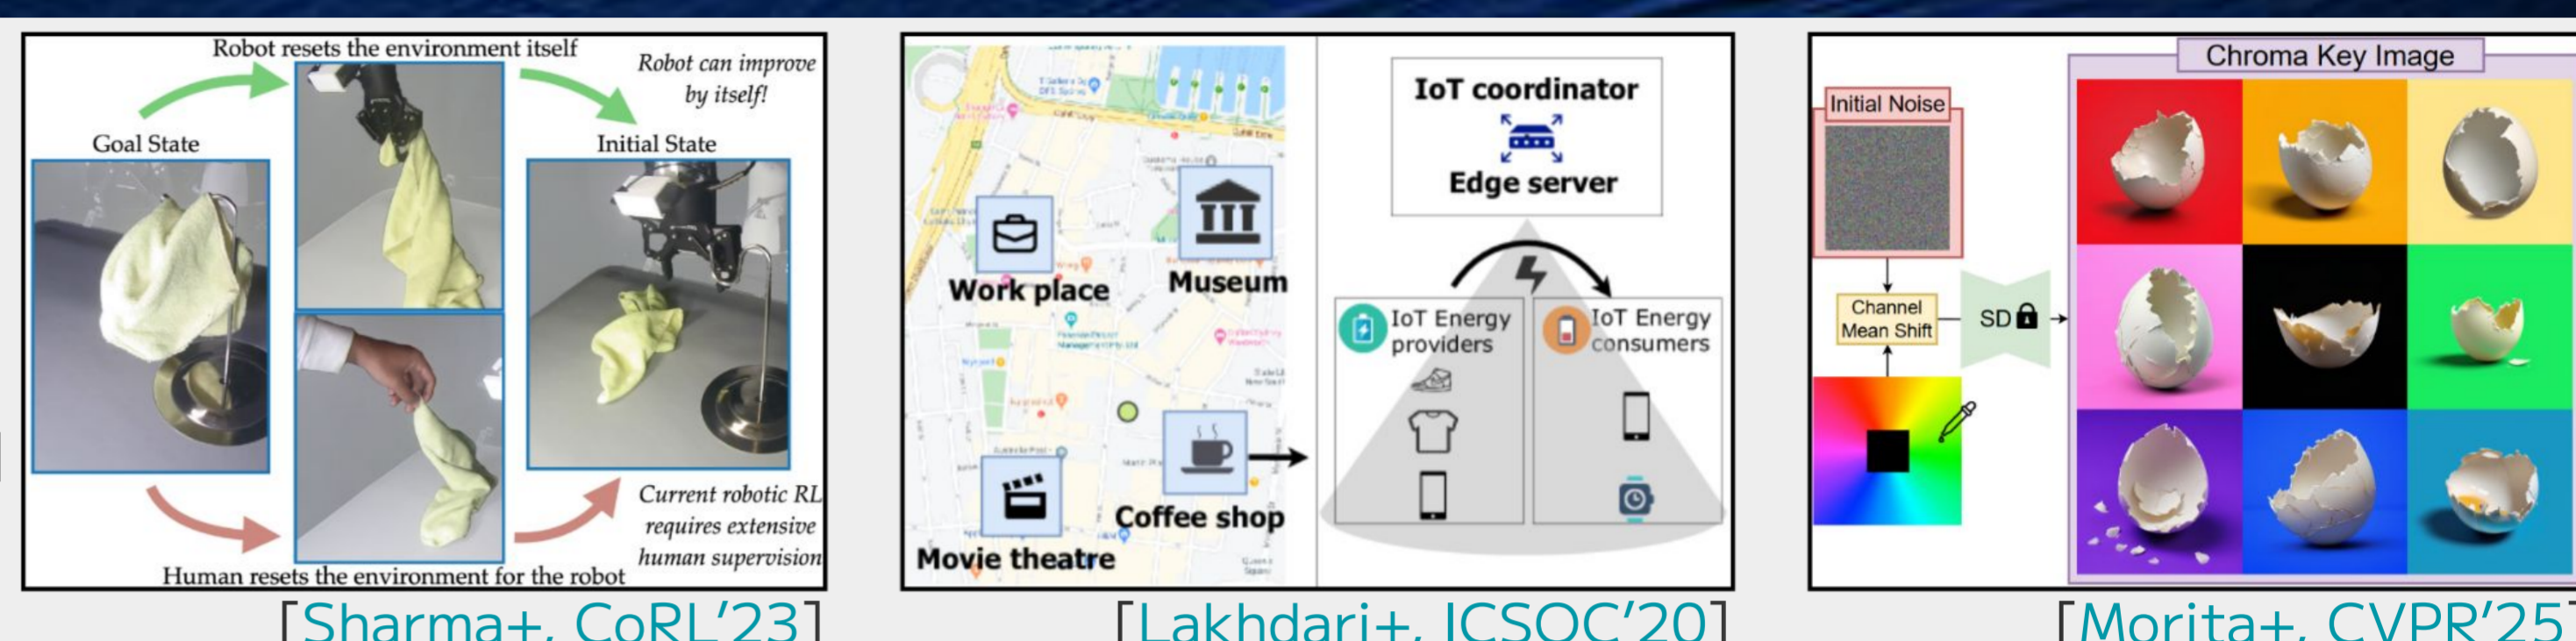 Robot resets the environment itself
Robot can improve
by itself!
Goal State
Initial State
Current robotic RL
requires extensive
human supervision
Human resets the environment for the robot
[Sharma+, CoRL'23]
Work place
Museum
Coffee shop
Movie theatre
IoT coordinator
Edge server
IoT Energy
providers
IoT Energy
consumers
[Lakhdari+, ICSOC'20]
Chroma Key Image
Initial Noise
Channel
Mean Shift
SD
[Morita+, CVPR'25]